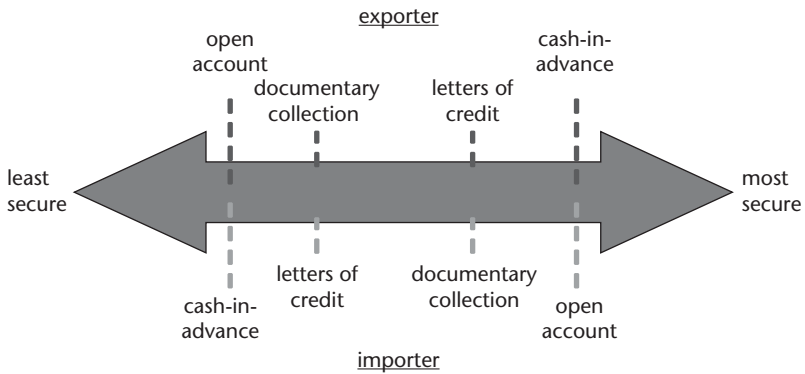 exporter
open
account
documentary
collection
letters of
credit
cash-in-
advance
least
secure
most
secure
cash-in-
advance
letters of
credit
documentary
collection
open
account
importer